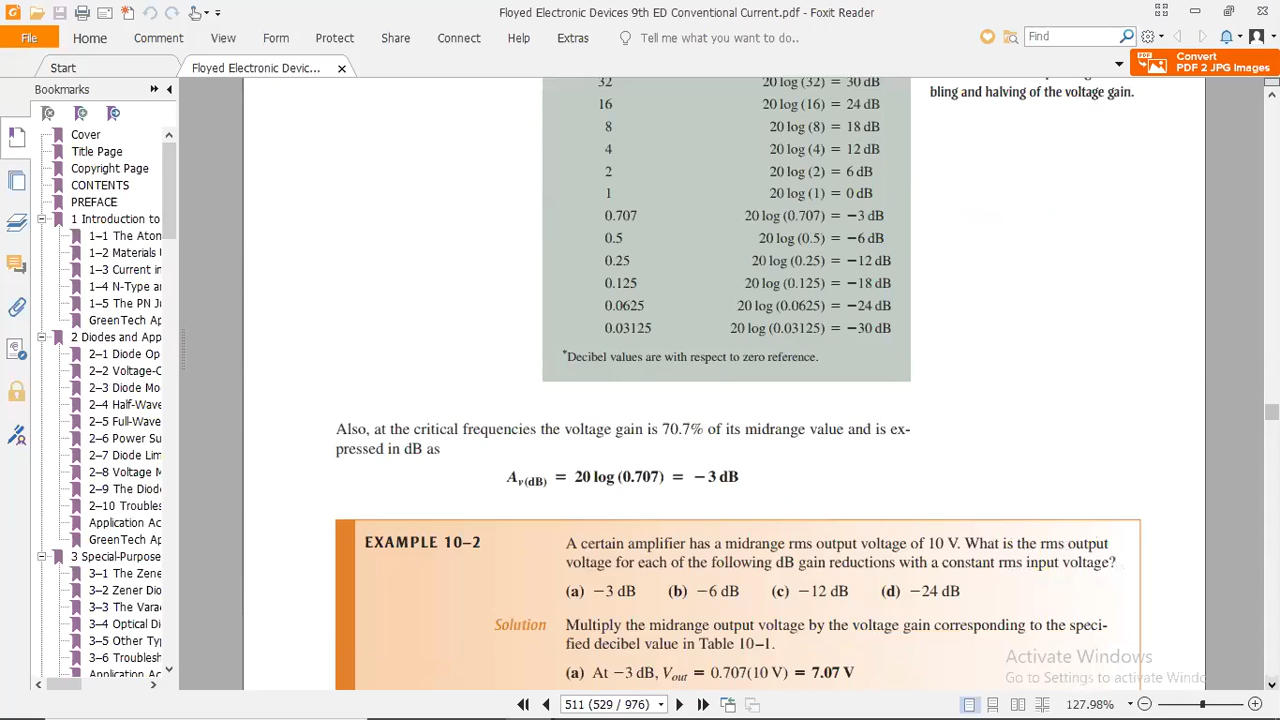 Floyed Electronic Devices 9th ED Conventional Current.pdf - Foxit Reader
File Home Comment View Form Protect Share Connect Help Extras Tell me what you want to do.. Find
Start Floyed Electronic Devic...
Convert
PDF 2 JPG Images
Bookmarks
Cover
Title Page
Copyright Page
CONTENTS
PREFACE
1 Introduction to
1-1 The Aton
1-2 Materials
1-3 Current in
1-4 N-Type ar
1-5 The PN J
GreenTech Ap
2 Diodes and App
2-1 Diode Op
2-2 Voltage-C
2-3 Diode Mo
2-4 Half-Wave
2-5 Full-Wave
2-6 Power Su
2-7 Diode Lim
2-8 Voltage M
2-9 The Diode
2-10 Troubles
Application Ac
GreenTech Ap
3 Special-Purpose
3-1 The Zener
3-2 Zener Dio
3-3 The Varac
3-4 Optical Di
3-5 Other Typ
3-6 Troublesh
Application Ac
32 20 log (32) = 30 dB
16 20 log (16) = 24 dB
8 20 log (8) = 18 dB
4 20 log (4) = 12 dB
2 20 log (2) = 6 dB
1 20 log (1) = 0 dB
0.707 20 log (0.707) = −3 dB
0.5 20 log (0.5) = −6 dB
0.25 20 log (0.25) = −12 dB
0.125 20 log (0.125) = −18 dB
0.0625 20 log (0.0625) = −24 dB
0.03125 20 log (0.03125) = −30 dB
*Decibel values are with respect to zero reference.
bling and halving of the voltage gain.
Also, at the critical frequencies the voltage gain is 70.7% of its midrange value and is ex-
pressed in dB as
Av(dB) = 20 log (0.707) = −3 dB
EXAMPLE 10–2
A certain amplifier has a midrange rms output voltage of 10 V. What is the rms output
voltage for each of the following dB gain reductions with a constant rms input voltage?
(a) −3 dB (b) −6 dB (c) −12 dB (d) −24 dB
Solution Multiply the midrange output voltage by the voltage gain corresponding to the speci-
fied decibel value in Table 10–1.
(a) At −3 dB, Vout = 0.707(10 V) = 7.07 V
Activate Windows
Go to Settings to activate Windo
511 (529 / 976) 127.98%